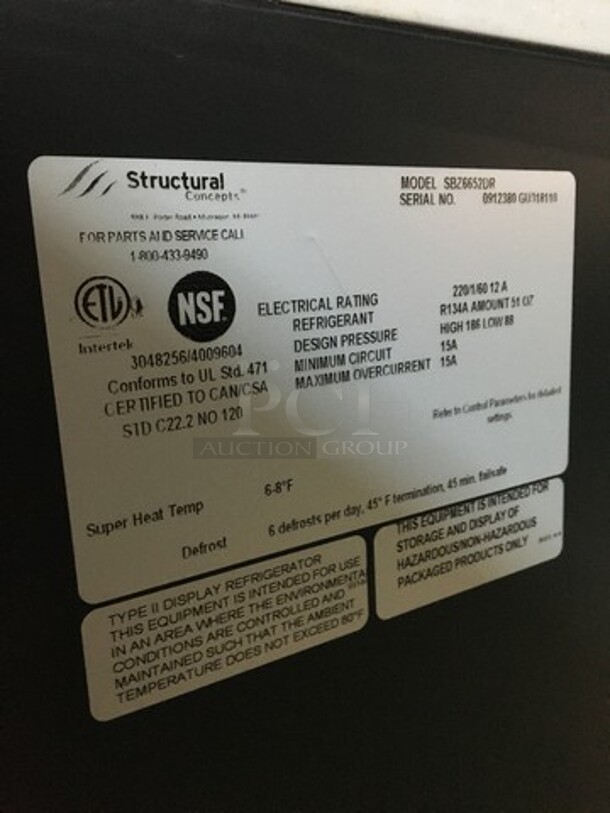 Structural
Concepts™
MODEL SBZ6652DR
SERIAL NO. 0912380 GU318110
FOR PARTS AND SERVICE CALL
1-800-433-9490
ETL
Intertek
NSF
3048256/4009604
Conforms to UL Std. 471
CERTIFIED TO CAN/CSA
STD C22.2 NO 120
ELECTRICAL RATING 220/1/60 12 A
REFRIGERANT R134A AMOUNT 51 OZ
DESIGN PRESSURE HIGH 186 LOW 88
MINIMUM CIRCUIT 15A
MAXIMUM OVERCURRENT 15A
Refer to Control Parameters for detailed
settings.
PCI
AUCTION GROUP
Super Heat Temp 6-8°F
Defrost 6 defrosts per day, 45° F termination, 45 min. failsafe
TYPE II DISPLAY REFRIGERATOR
THIS EQUIPMENT IS INTENDED FOR USE
IN AN AREA WHERE THE ENVIRONMENTAL
CONDITIONS ARE CONTROLLED AND
MAINTAINED SUCH THAT THE AMBIENT
TEMPERATURE DOES NOT EXCEED 80°F
THIS EQUIPMENT IS INTENDED FOR
STORAGE AND DISPLAY OF
HAZARDOUS/NON-HAZARDOUS
PACKAGED PRODUCTS ONLY